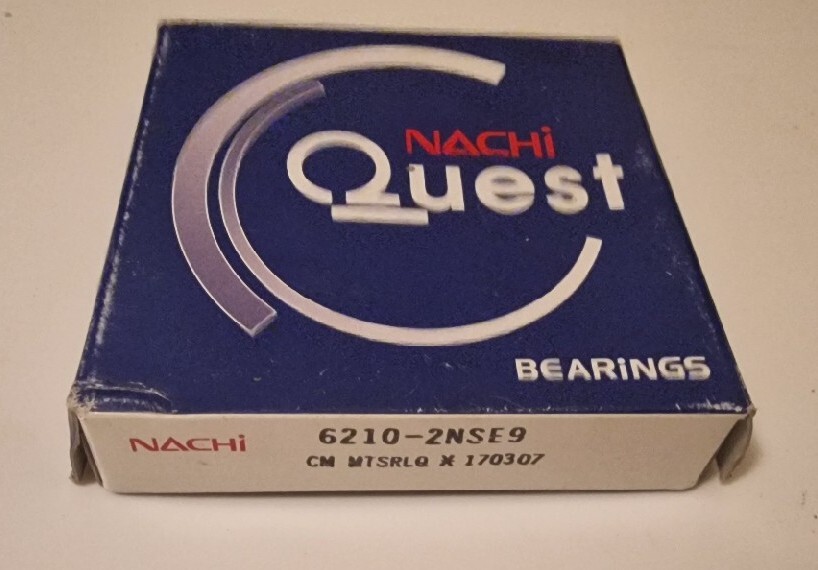 NACHi
Quest
BEARiNGS
NACHi 6210-2NSE9
CM MTSRLQ X 170307